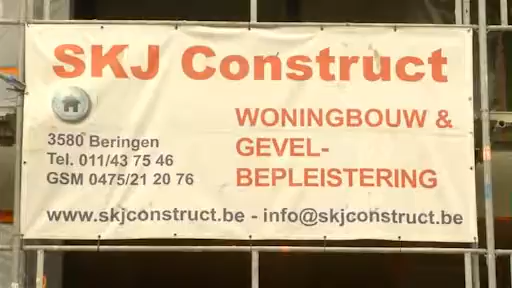 SKJ Construct
WONINGBOUW &
GEVEL-
BEPLEISTERING
3580 Beringen
Tel. 011/43 75 46
GSM 0475/21 20 76
www.skjconstruct.be - info@skjconstruct.be